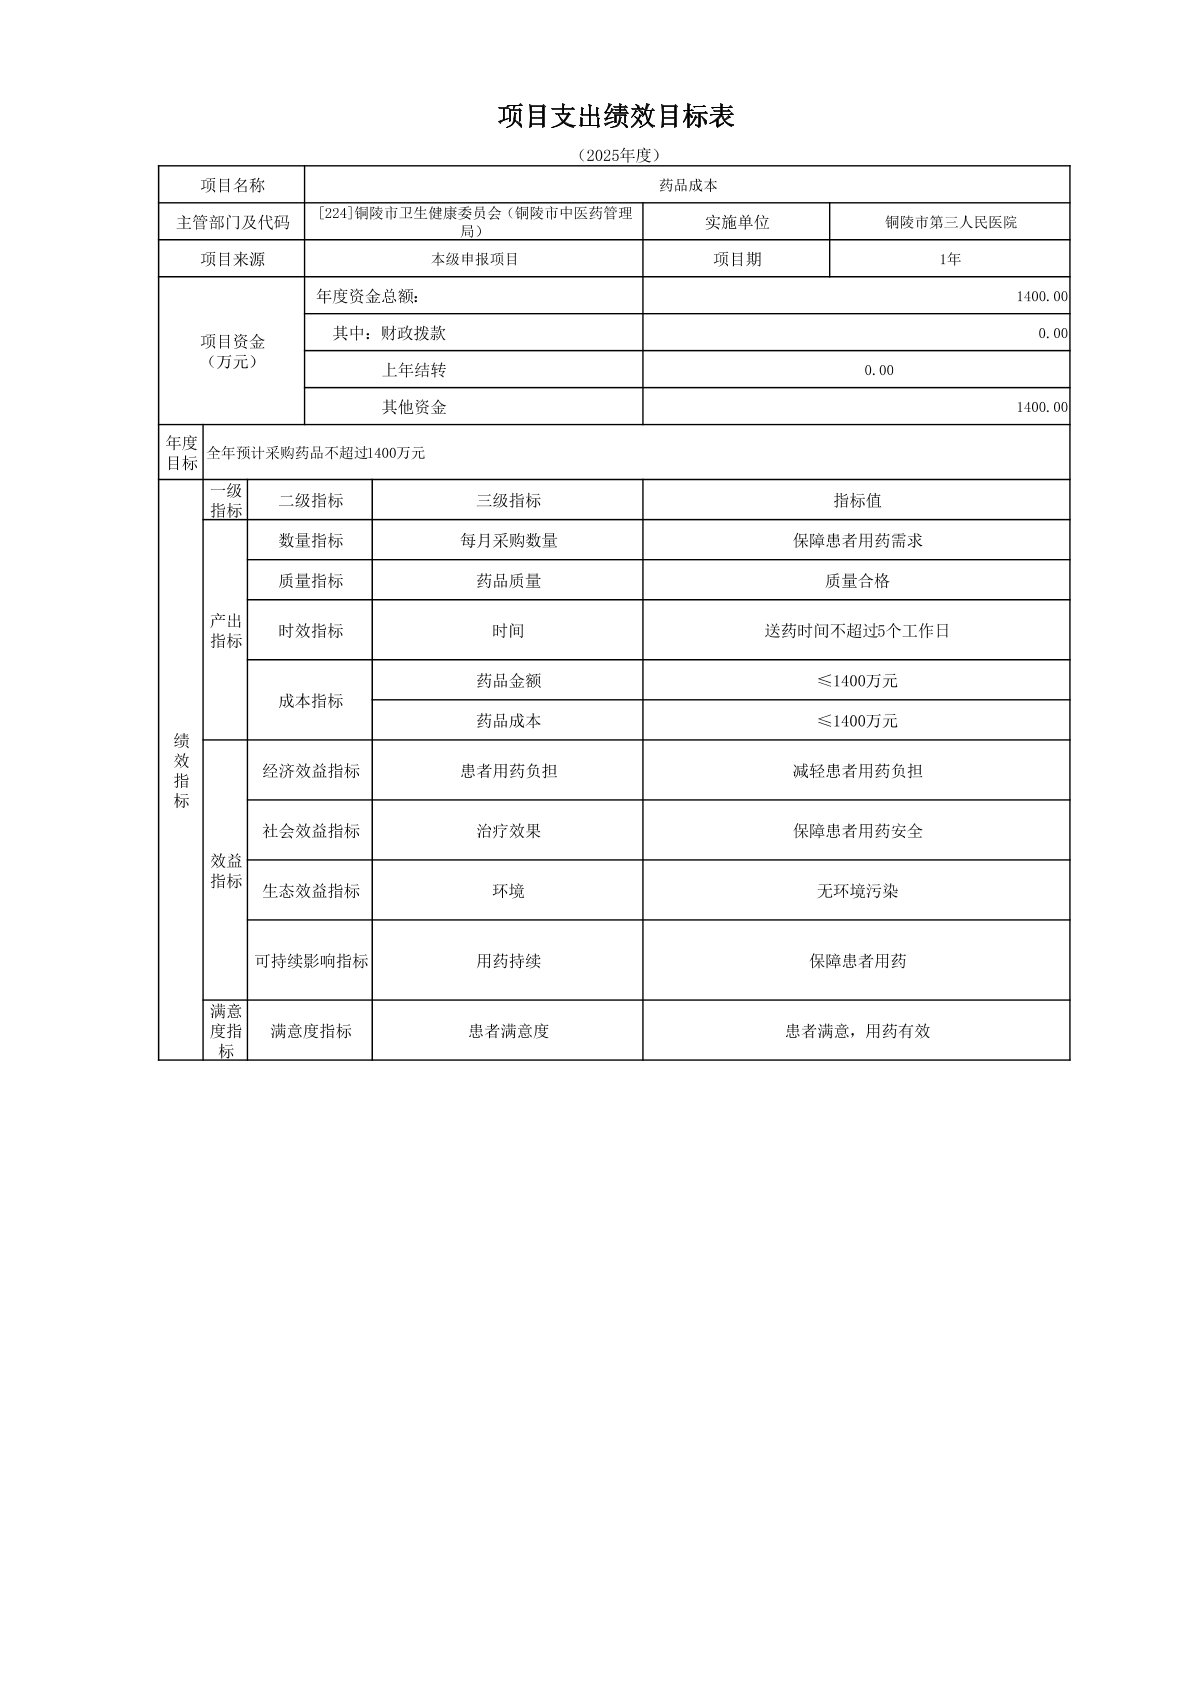 项目支出绩效目标表
（2025年度）
项目名称 药品成本
主管部门及代码 [224]铜陵市卫生健康委员会（铜陵市中医药管理
局） 实施单位 铜陵市第三人民医院
项目来源 本级申报项目 项目期 1年
项目资金
（万元）
年度资金总额： 1400.00
其中：财政拨款 0.00
上年结转 0.00
其他资金 1400.00
年度
目标
全年预计采购药品不超过1400万元
绩
效
指
标
一级
指标
二级指标 三级指标 指标值
产出
指标
数量指标 每月采购数量 保障患者用药需求
质量指标 药品质量 质量合格
时效指标 时间 送药时间不超过5个工作日
成本指标
药品金额 ≤1400万元
药品成本 ≤1400万元
效益
指标
经济效益指标 患者用药负担 减轻患者用药负担
社会效益指标 治疗效果 保障患者用药安全
生态效益指标 环境 无环境污染
可持续影响指标 用药持续 保障患者用药
满意
度指
标
满意度指标 患者满意度 患者满意，用药有效